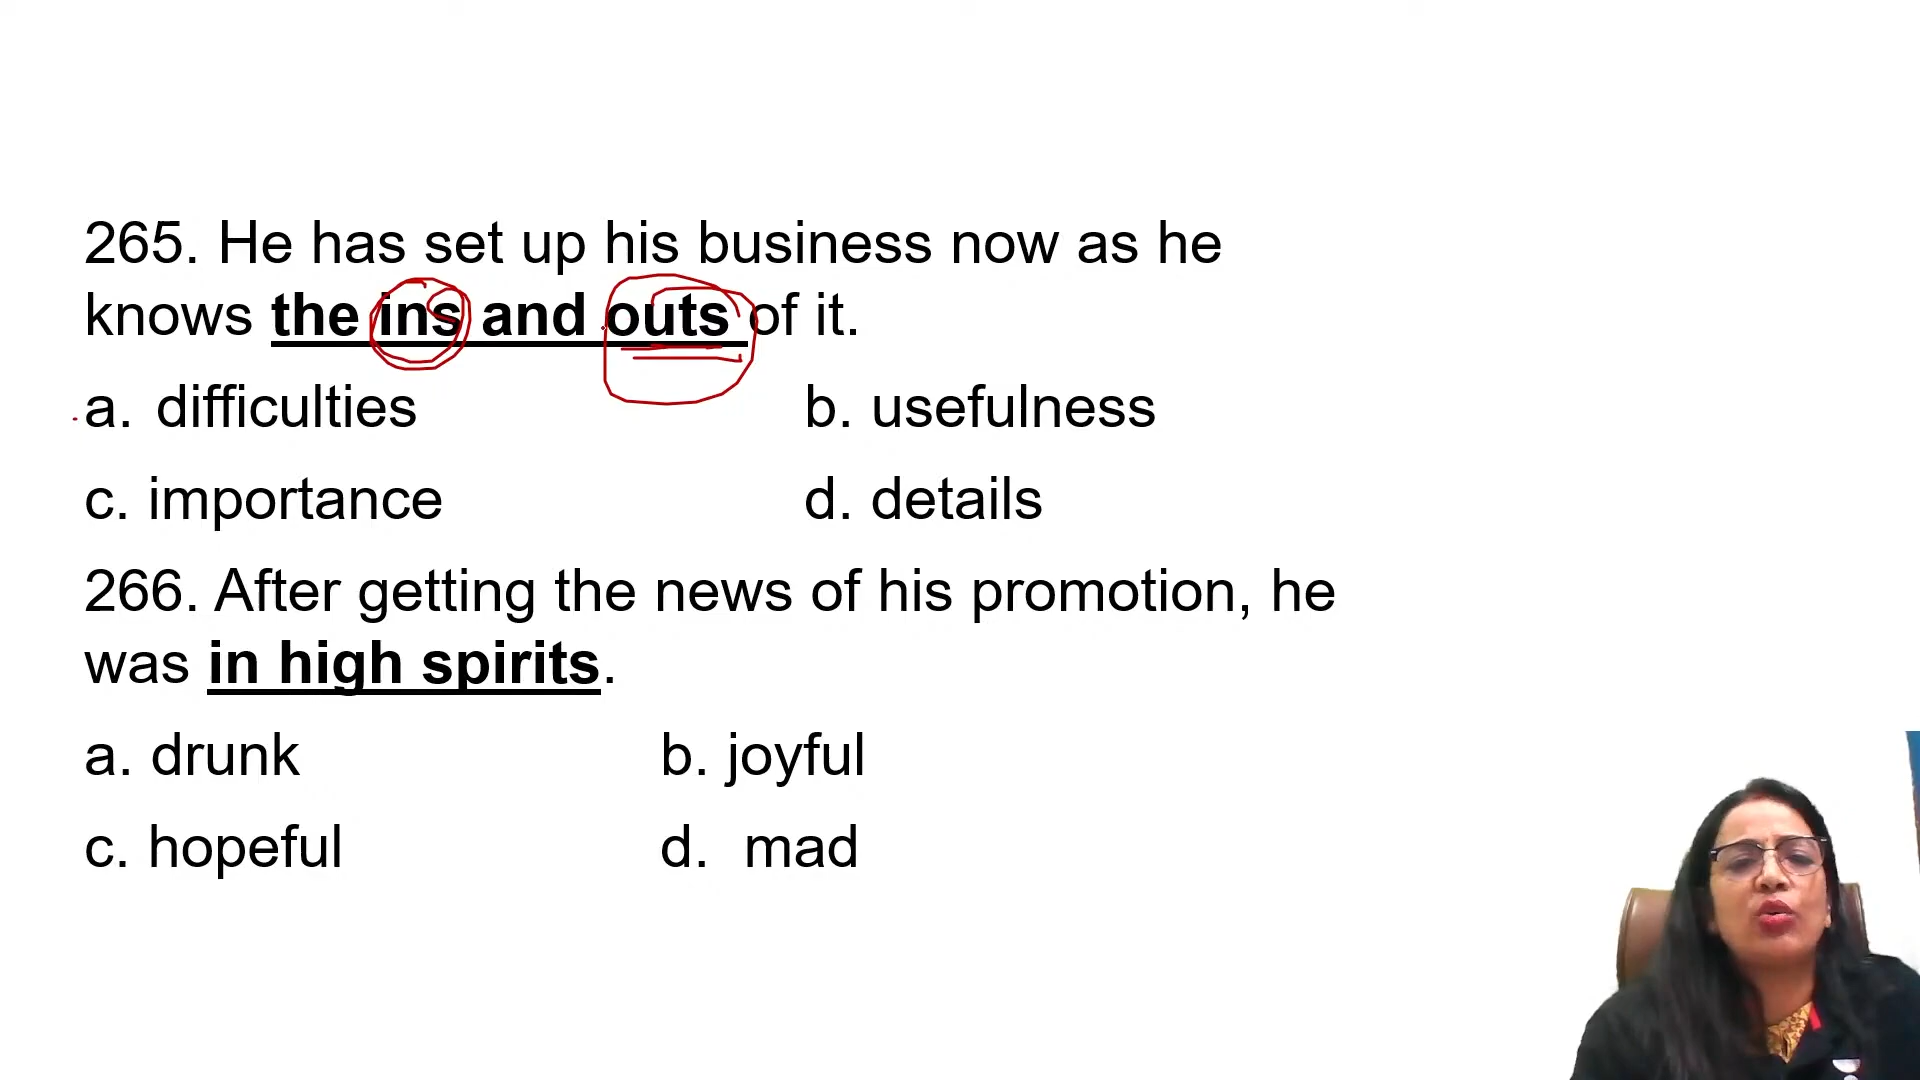 265. He has set up his business now as he
knows the ins and outs of it.
a. difficulties b. usefulness
c. importance d. details
266. After getting the news of his promotion, he
was in high spirits.
a. drunk b. joyful
c. hopeful d. mad